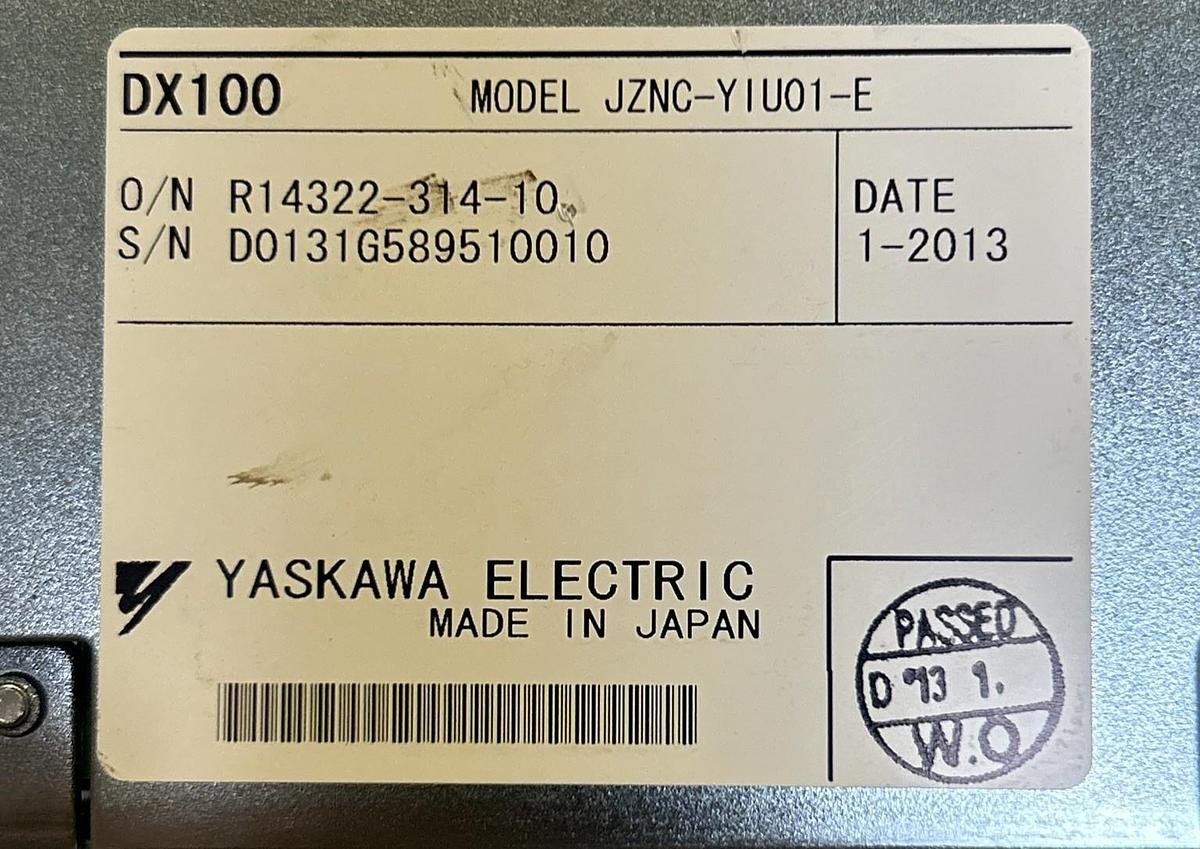 DX100 MODEL JZNC-YIU01-E
O/N R14322-314-10
S/N D0131G589510010
DATE
1-2013
YASKAWA ELECTRIC
MADE IN JAPAN
PASSED
D '13 1.
W.O